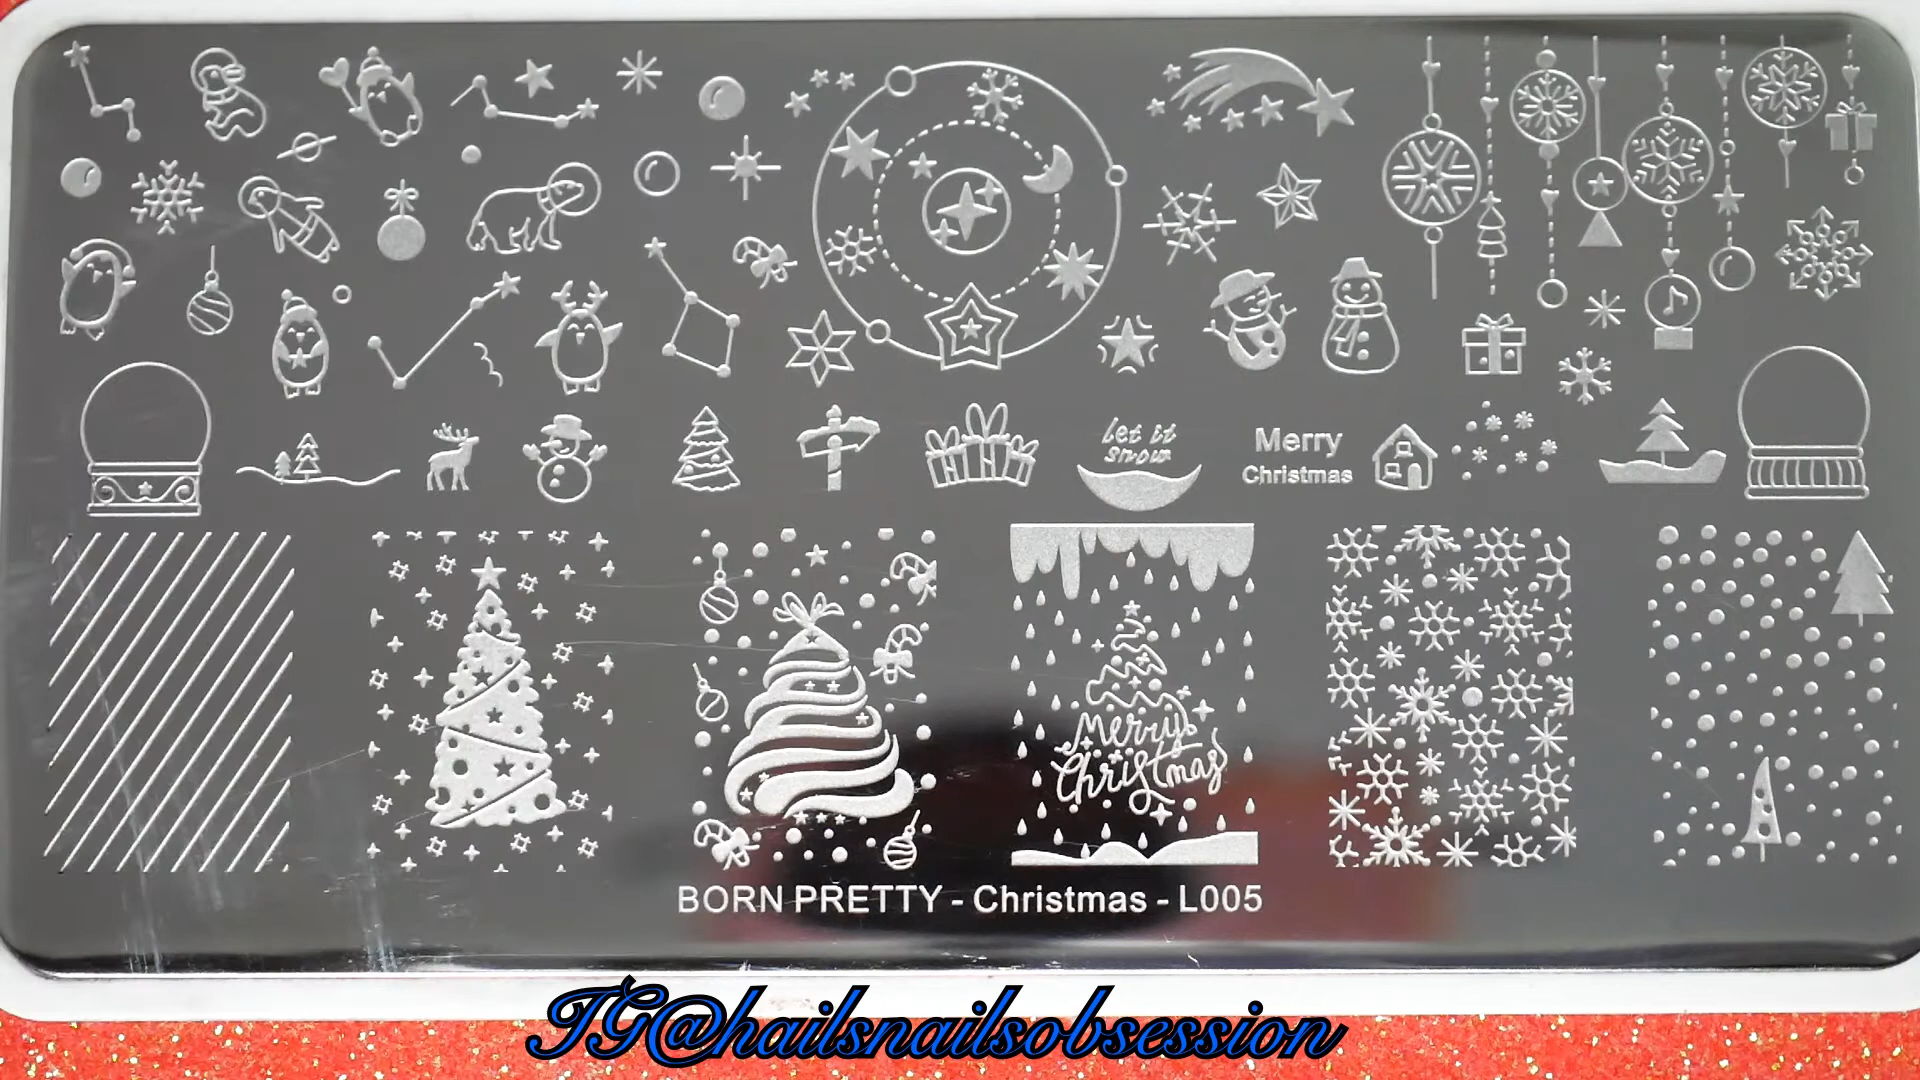 let it
snow
Merry
Christmas
Merry
Christmas
BORN PRETTY - Christmas - L005
IG@hailsnailsobsession